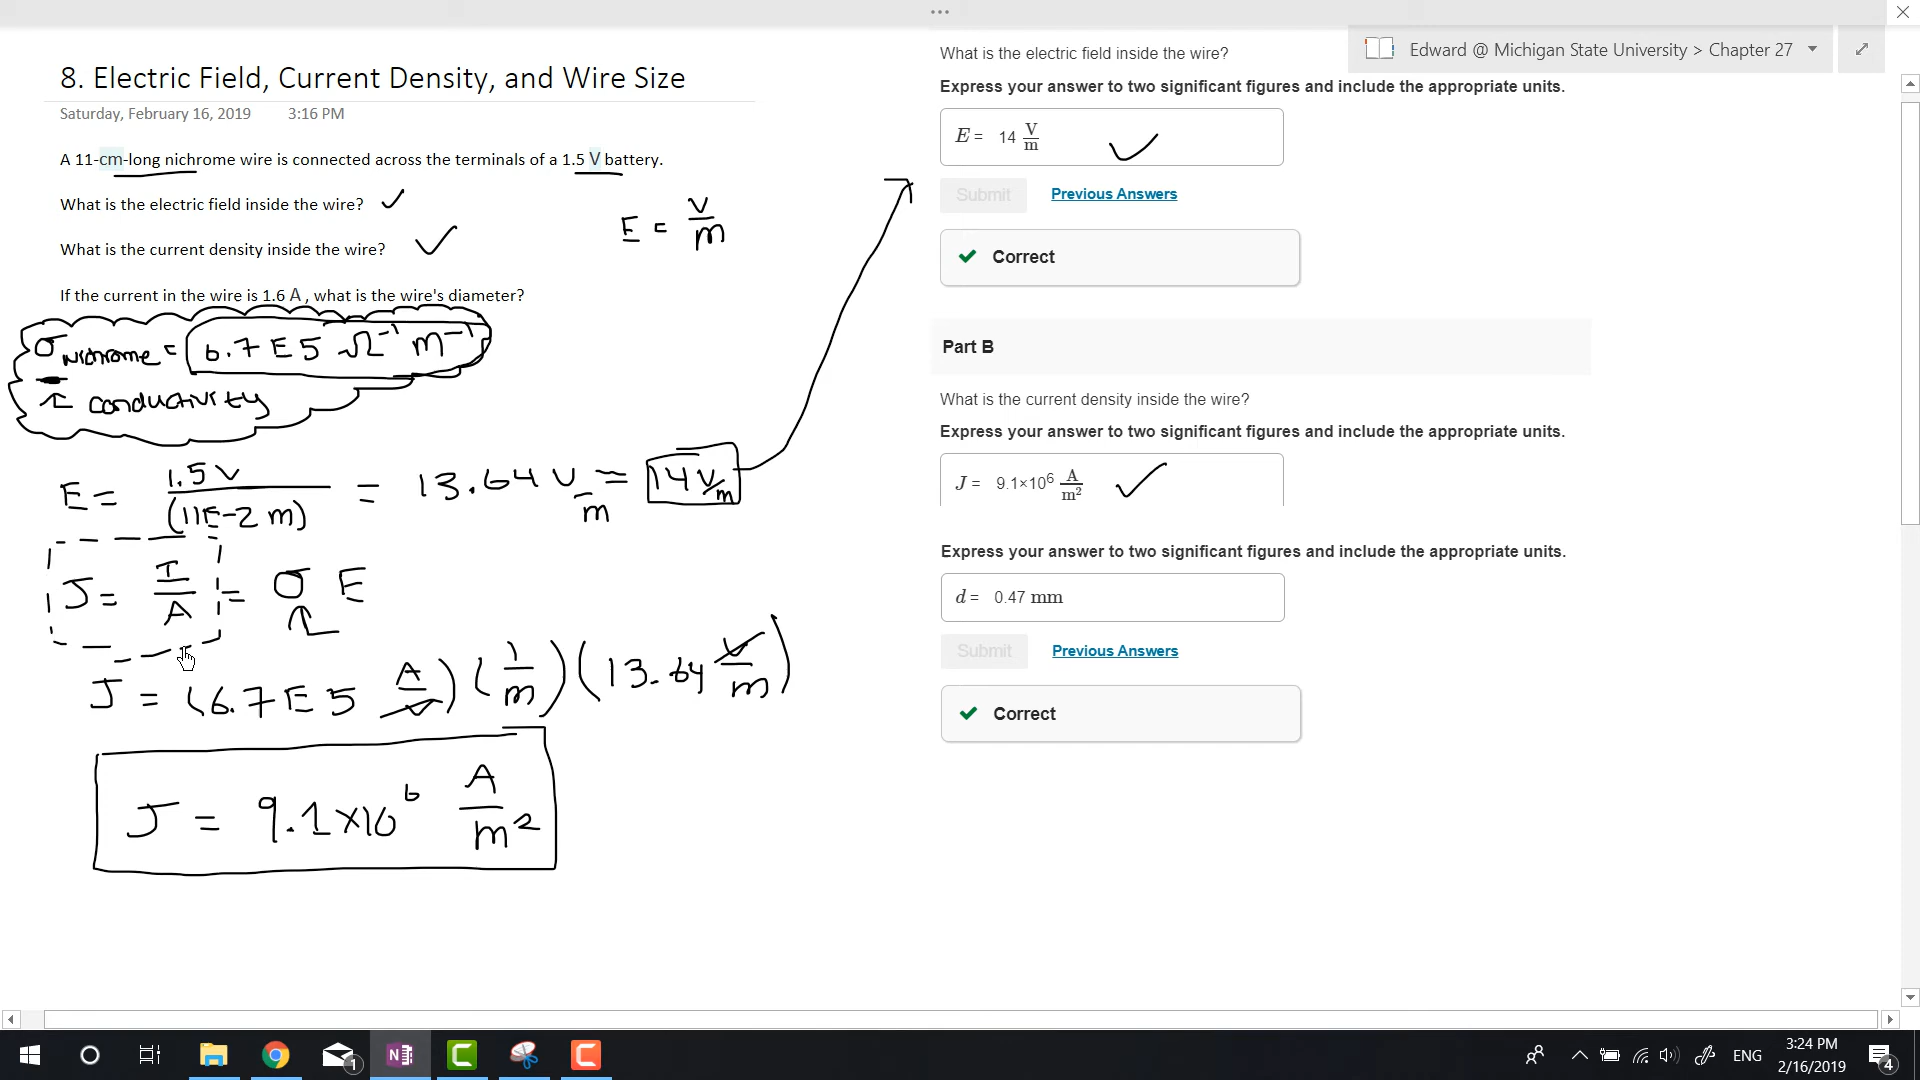 Edward @ Michigan State University > Chapter 27
8. Electric Field, Current Density, and Wire Size
Saturday, February 16, 2019 3:16 PM
A 11-cm-long nichrome wire is connected across the terminals of a 1.5 V battery.
What is the electric field inside the wire? ✓
What is the current density inside the wire? ✓
If the current in the wire is 1.6 A , what is the wire's diameter?
E = V/m
σ nichrome = 6.7 E 5 Ω⁻¹ m⁻¹
conductivity
E = 1.5 V / (11E-2 m) = 13.64 V/m ≈ 14 V/m
J = I/A = σ E
J = (6.7 E 5 A/V) (1/m) (13.64 V/m)
J = 9.1×10⁶ A/m²
What is the electric field inside the wire?
Express your answer to two significant figures and include the appropriate units.
E = 14 V/m ✓
Submit Previous Answers
✔ Correct
Part B
What is the current density inside the wire?
Express your answer to two significant figures and include the appropriate units.
J = 9.1×10⁶ A/m² ✓
Express your answer to two significant figures and include the appropriate units.
d = 0.47 mm
Submit Previous Answers
✔ Correct
1
N
C
C
ENG
3:24 PM
2/16/2019
4